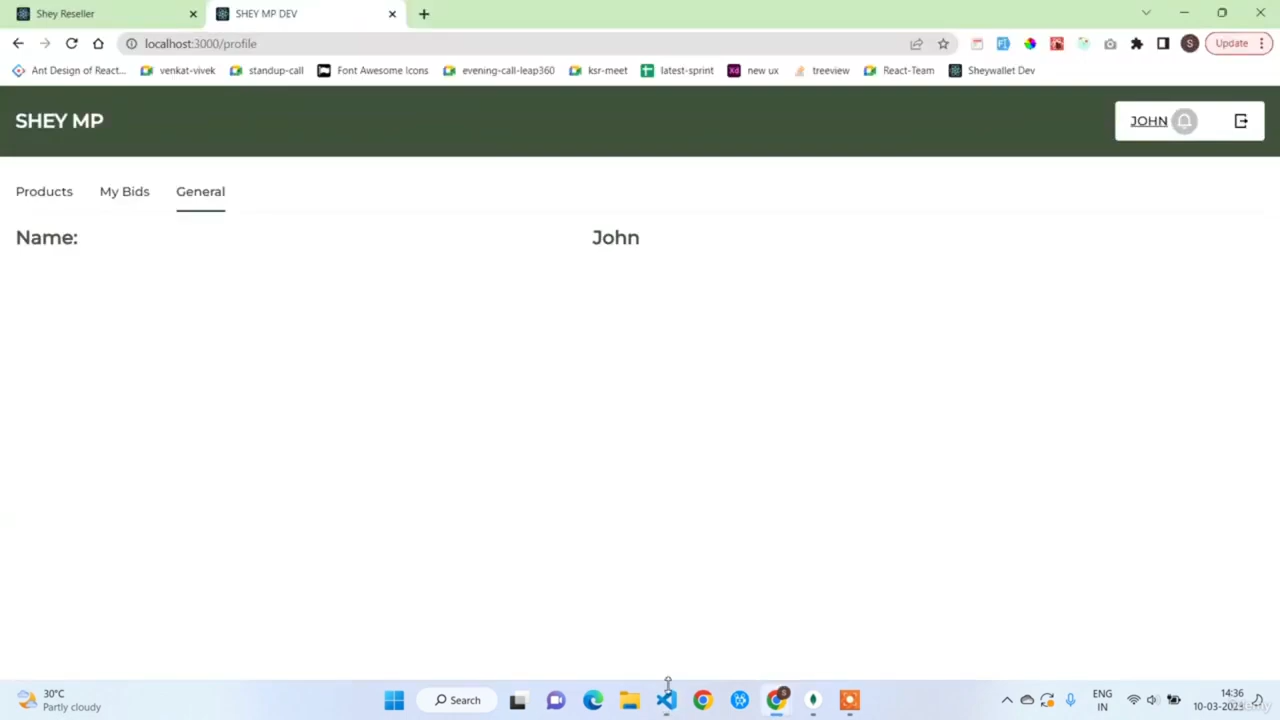 Shey Reseller
SHEY MP DEV
localhost:3000/profile
S
Update
Ant Design of React...
venkat-vivek
standup-call
Font Awesome Icons
evening-call-leap360
ksr-meet
latest-sprint
Xd
new ux
treeview
React-Team
Sheywallet Dev
SHEY MP
JOHN
Products
My Bids
General
Name:
John
30°C
Partly cloudy
Search
S
ENG
IN
14:36
10-03-2023